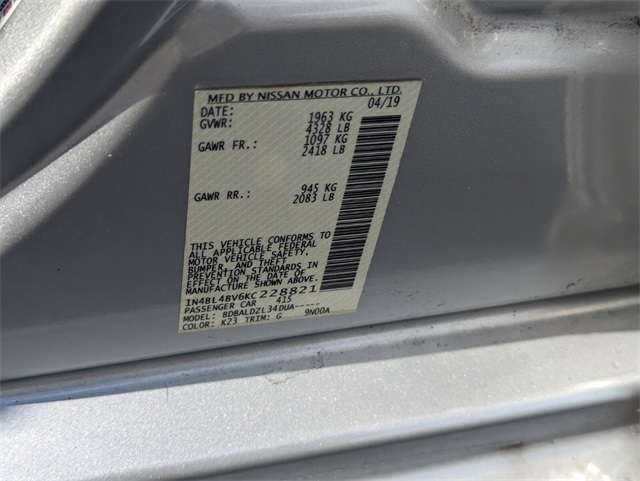 MFD BY NISSAN MOTOR CO., LTD.
DATE: 04/19
GVWR: 1963 KG
4328 LB
GAWR FR.: 1097 KG
2418 LB
GAWR RR.: 945 KG
2083 LB
THIS VEHICLE CONFORMS TO
ALL APPLICABLE FEDERAL
MOTOR VEHICLE SAFETY,
BUMPER, AND THEFT
PREVENTION STANDARDS IN
EFFECT ON THE DATE OF
MANUFACTURE SHOWN ABOVE.
1N4BL4BV6KC228821
PASSENGER CAR 415
MODEL: BDBALDZL34DUA-----
COLOR: K23 TRIM: G 9N00A